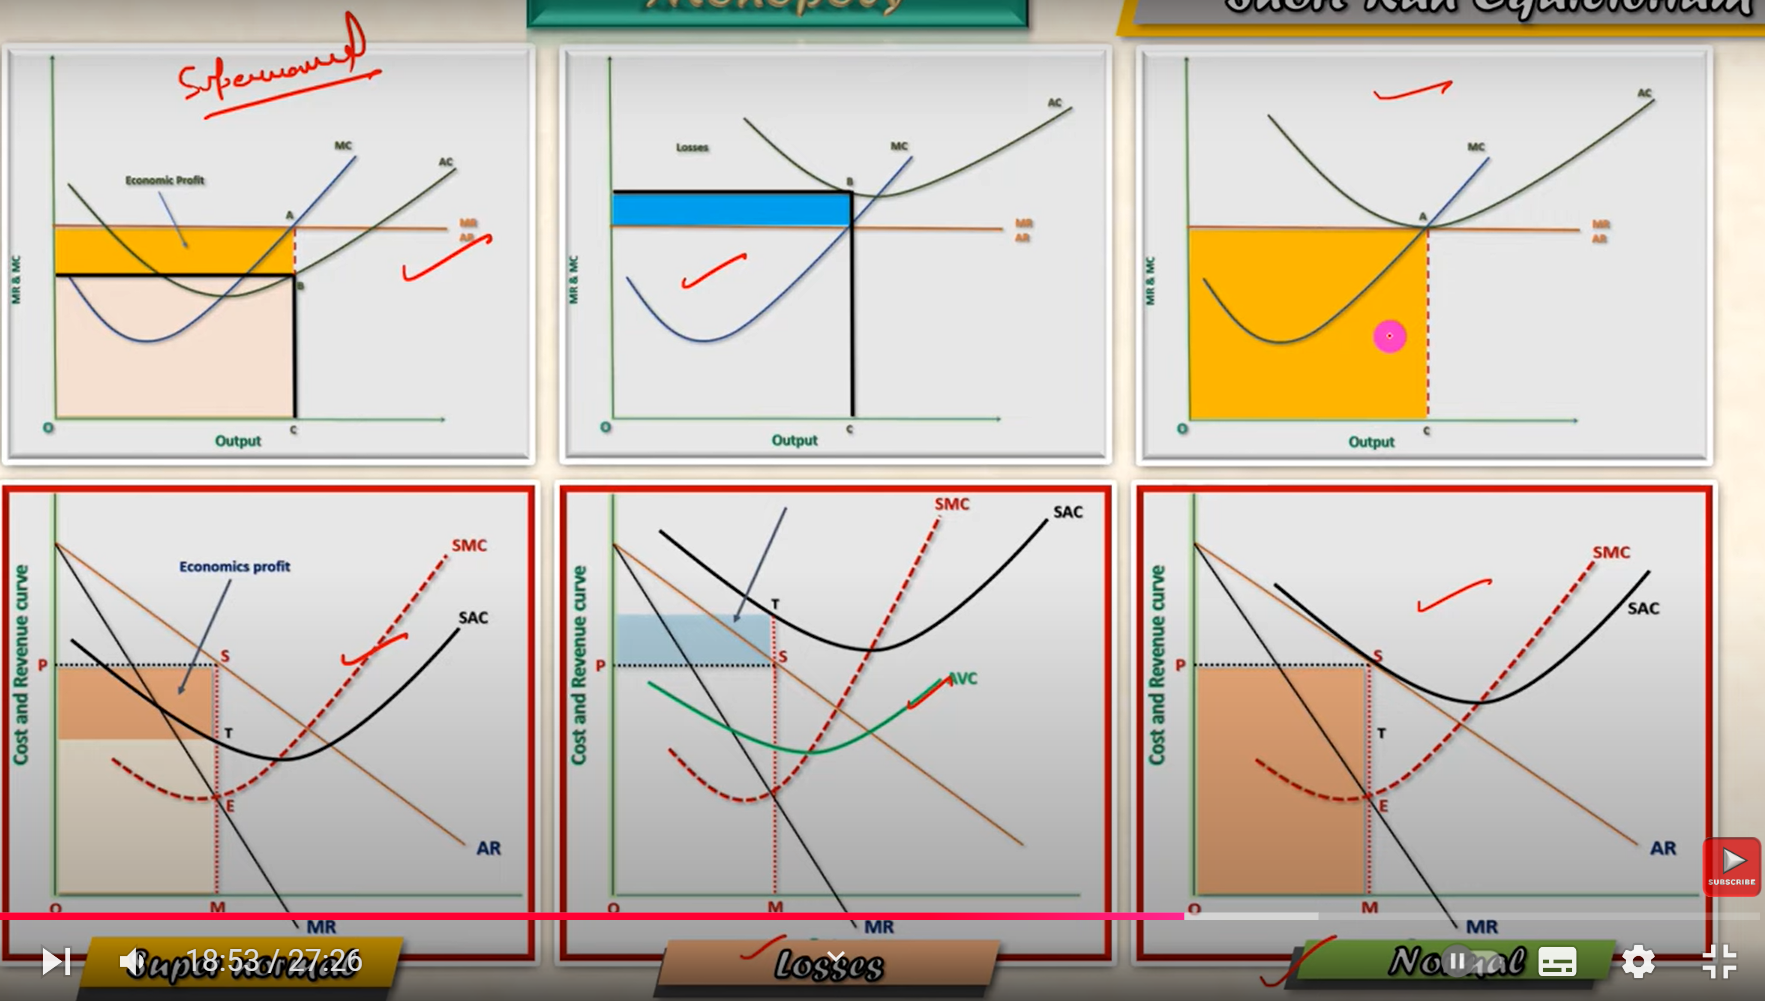 Monopoly
Short Run Equilibrium
Supernormal
MC
AC
Economic Profit
A
MR
AR
B
MR & MC
O
C
Output
AC
Losses
MC
B
MR
AR
MR & MC
O
C
Output
AC
MC
A
MR
AR
MR & MC
O
C
Output
SMC
Economics profit
SAC
Cost and Revenue curve
P
S
T
E
AR
O
M
MR
SMC
SAC
T
Cost and Revenue curve
P
S
AVC
O
M
MR
SMC
SAC
Cost and Revenue curve
P
S
T
E
AR
O
M
MR
SUBSCRIBE
18:53 / 27:26
Supernormal
Losses
Normal